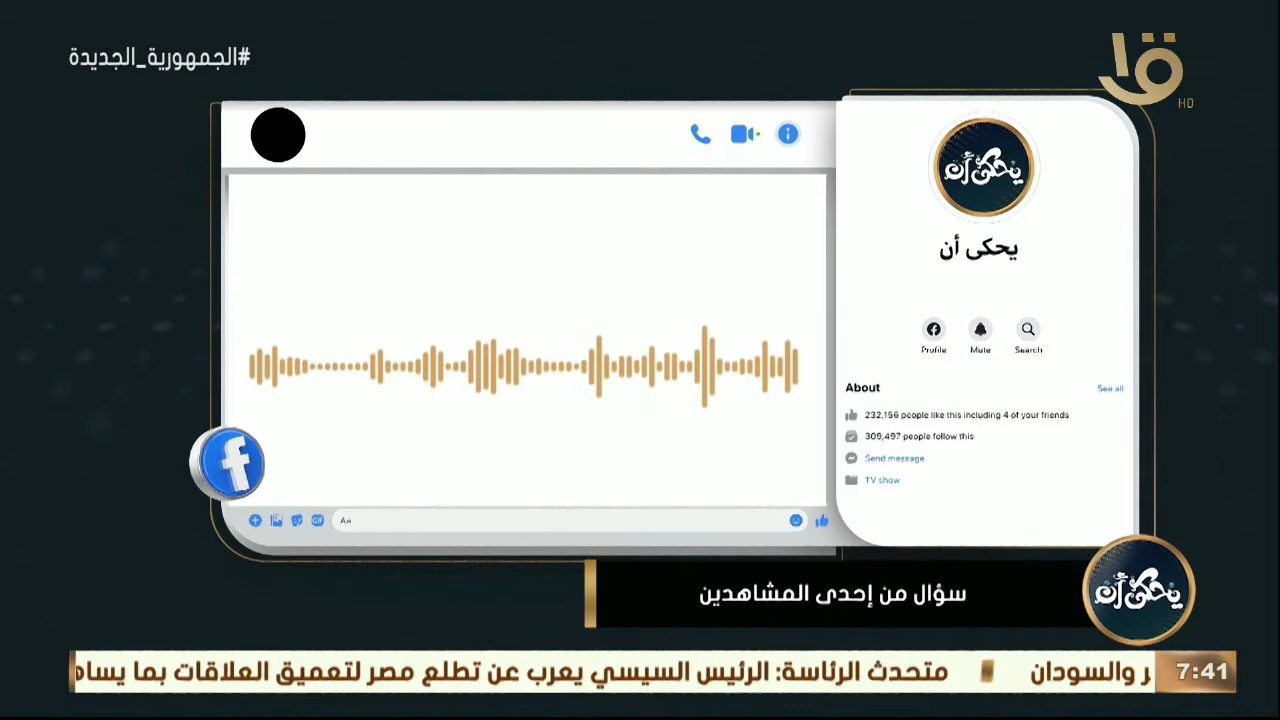 #الجمهورية_الجديدة
HD
يحكى أن
يحكى أن
Profile
Mute
Search
About
See all
232,156 people like this including 4 of your friends
309,497 people follow this
Send message
TV show
GIF
Aa
سؤال من إحدى المشاهدين
يحكى أن
ر والسودان
متحدث الرئاسة: الرئيس السيسي يعرب عن تطلع مصر لتعميق العلاقات بما يساه
7:41